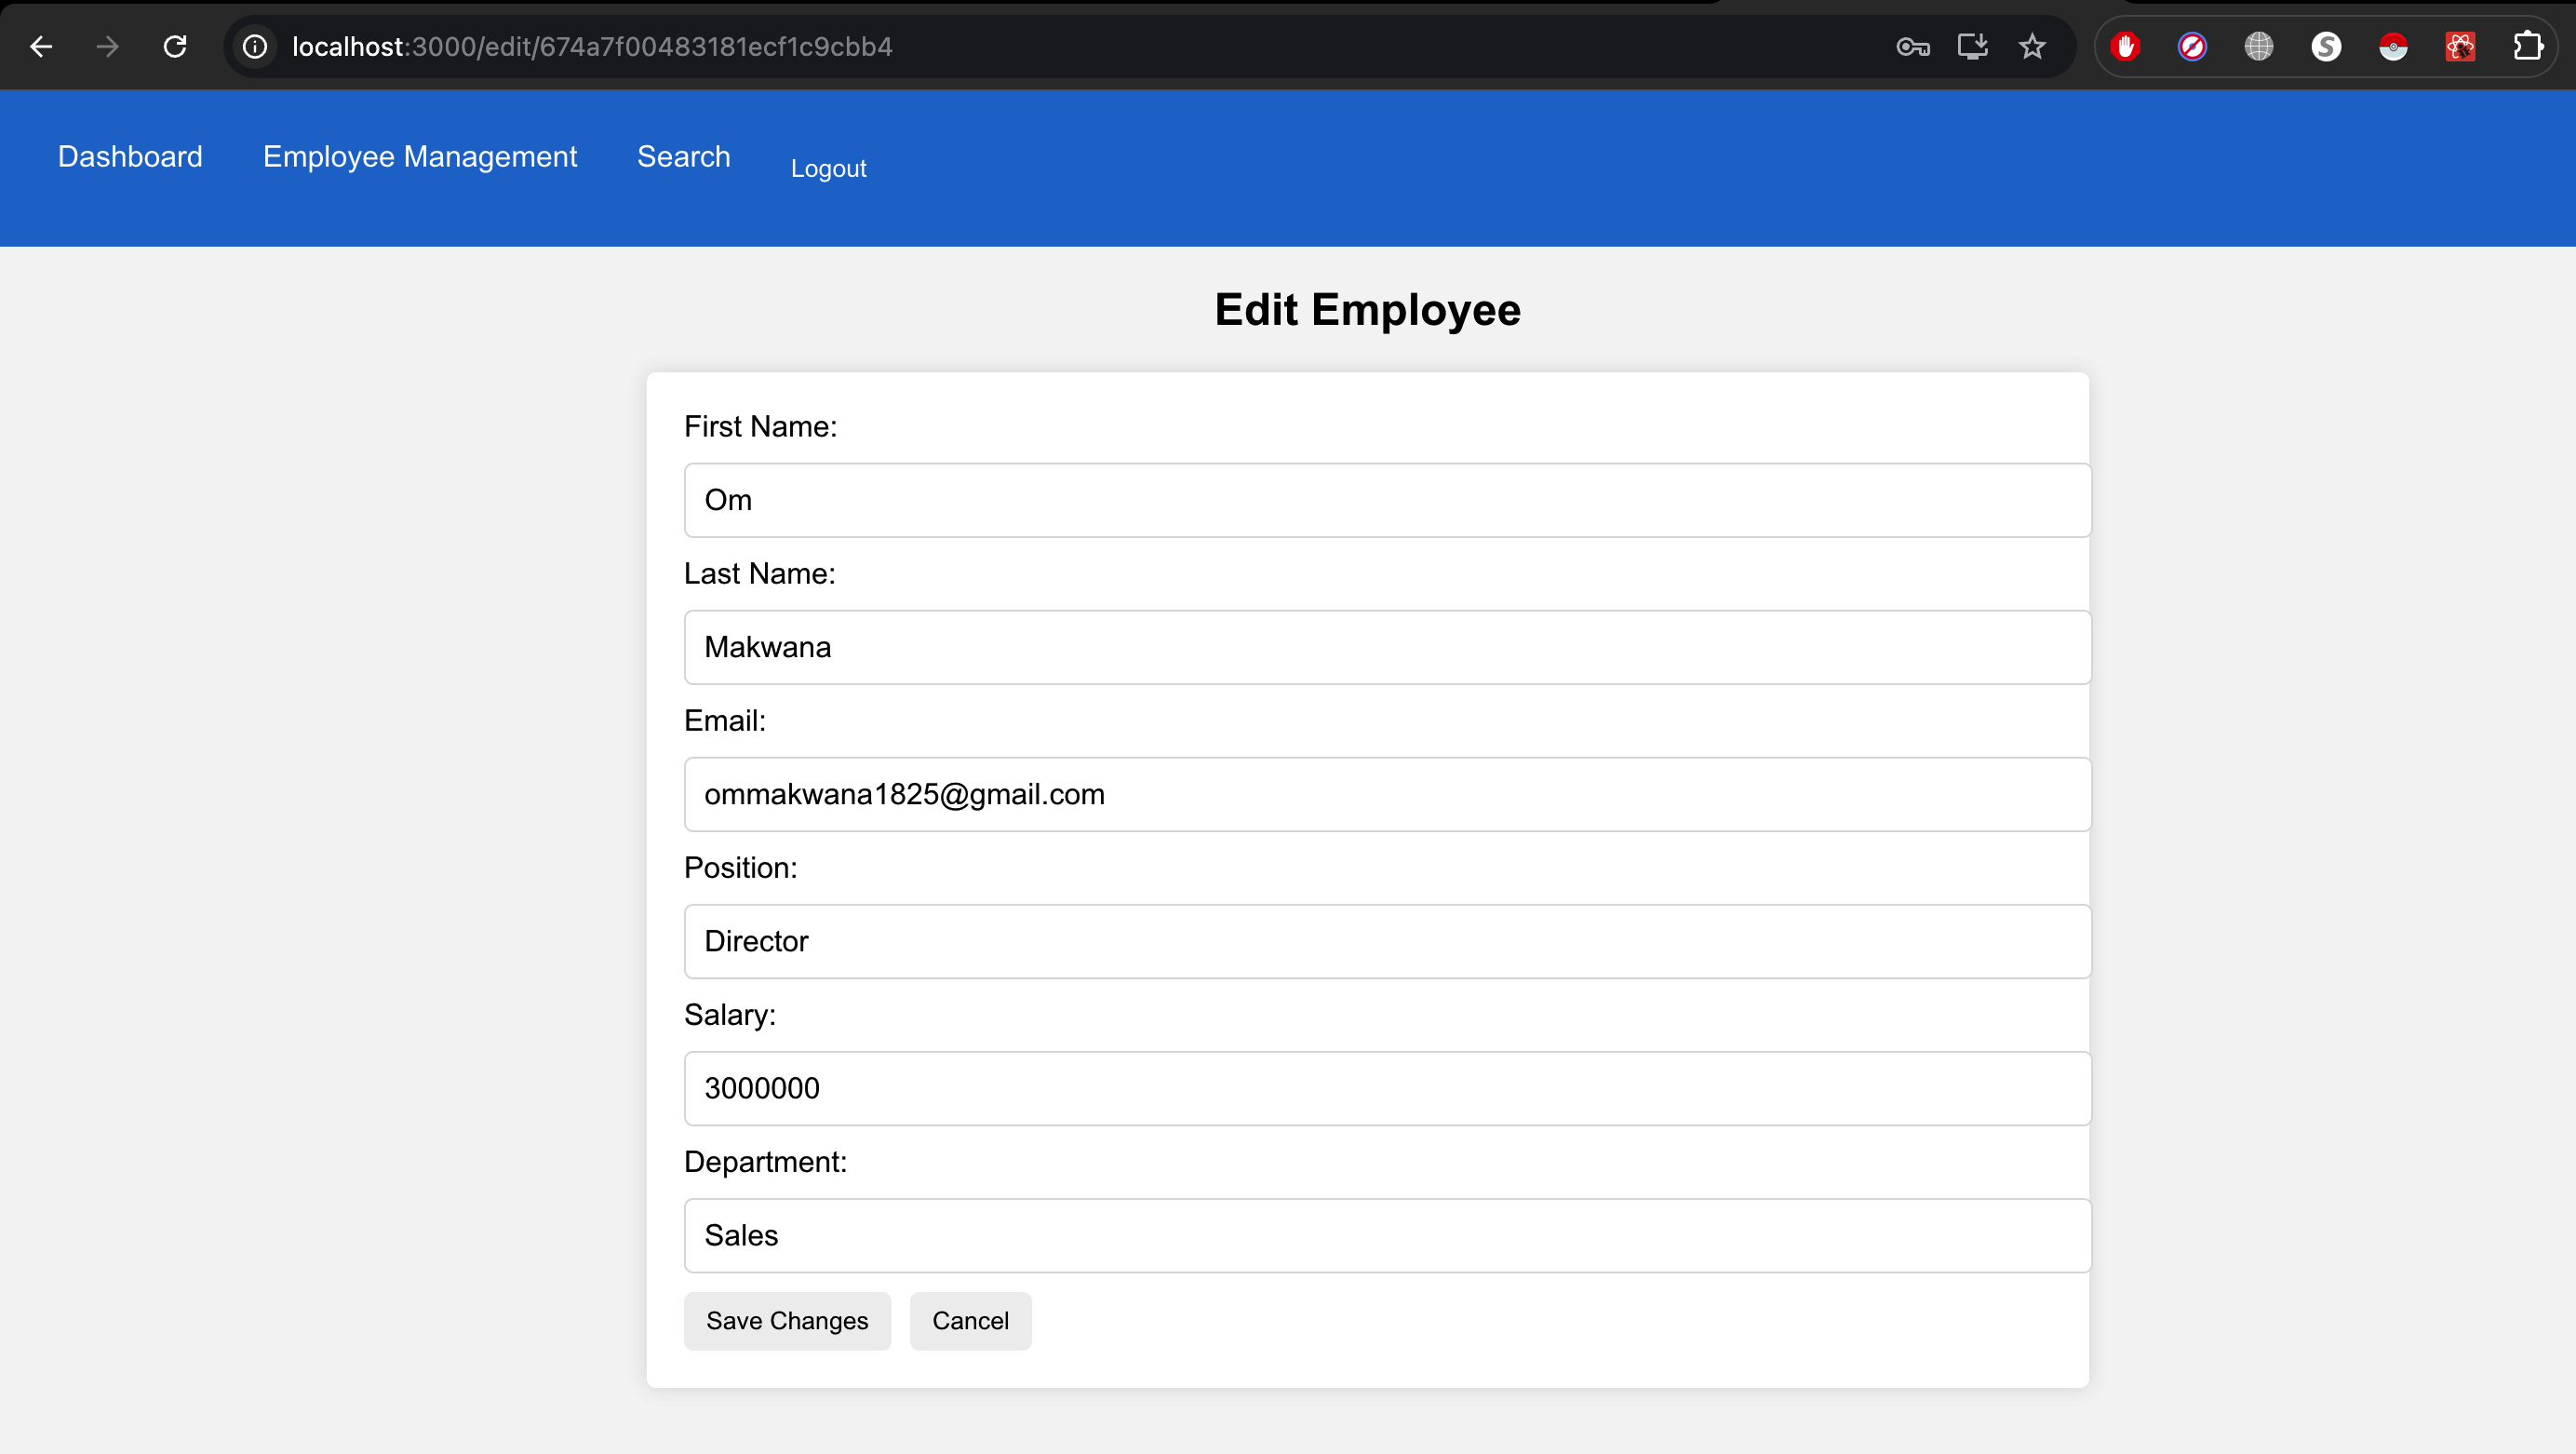 localhost:3000/edit/674a7f00483181ecf1c9cbb4
Dashboard Employee Management Search Logout
Edit Employee
First Name:
Om
Last Name:
Makwana
Email:
ommakwana1825@gmail.com
Position:
Director
Salary:
3000000
Department:
Sales
Save Changes Cancel